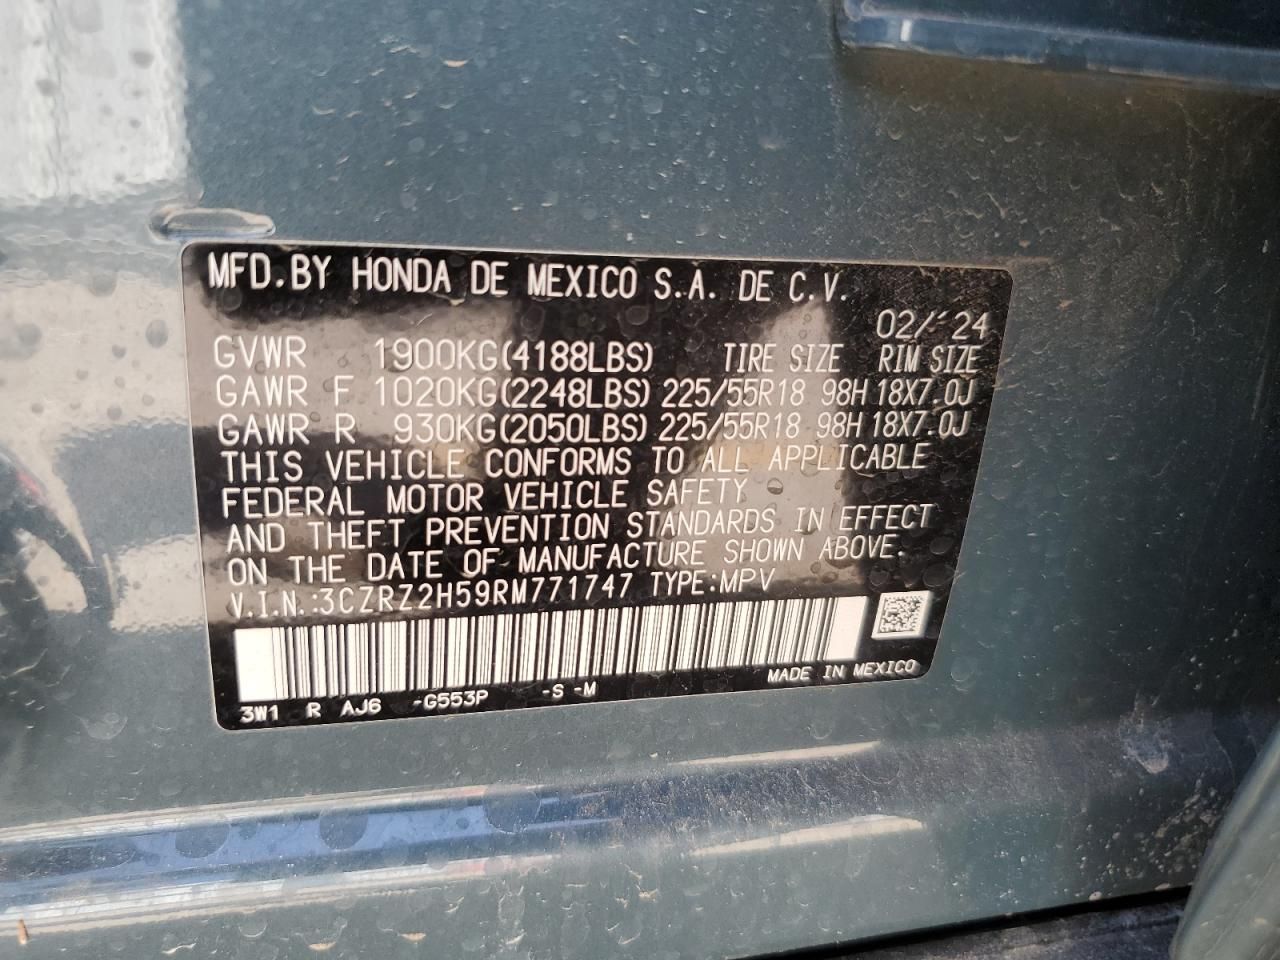 MFD.BY HONDA DE MEXICO S.A. DE C.V.
02/'24
GVWR 1900KG(4188LBS) TIRE SIZE RIM SIZE
GAWR F 1020KG(2248LBS) 225/55R18 98H 18X7.0J
GAWR R 930KG(2050LBS) 225/55R18 98H 18X7.0J
THIS VEHICLE CONFORMS TO ALL APPLICABLE
FEDERAL MOTOR VEHICLE SAFETY
AND THEFT PREVENTION STANDARDS IN EFFECT
ON THE DATE OF MANUFACTURE SHOWN ABOVE.
V.I.N.:3CZRZ2H59RM771747 TYPE:MPV
MADE IN MEXICO
3W1 R AJ6 -G553P -S -M